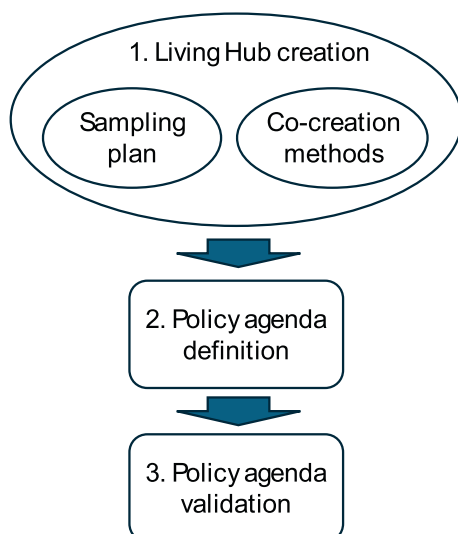 1. Living Hub creation
Sampling
plan
Co-creation
methods
2. Policy agenda
definition
3. Policy agenda
validation